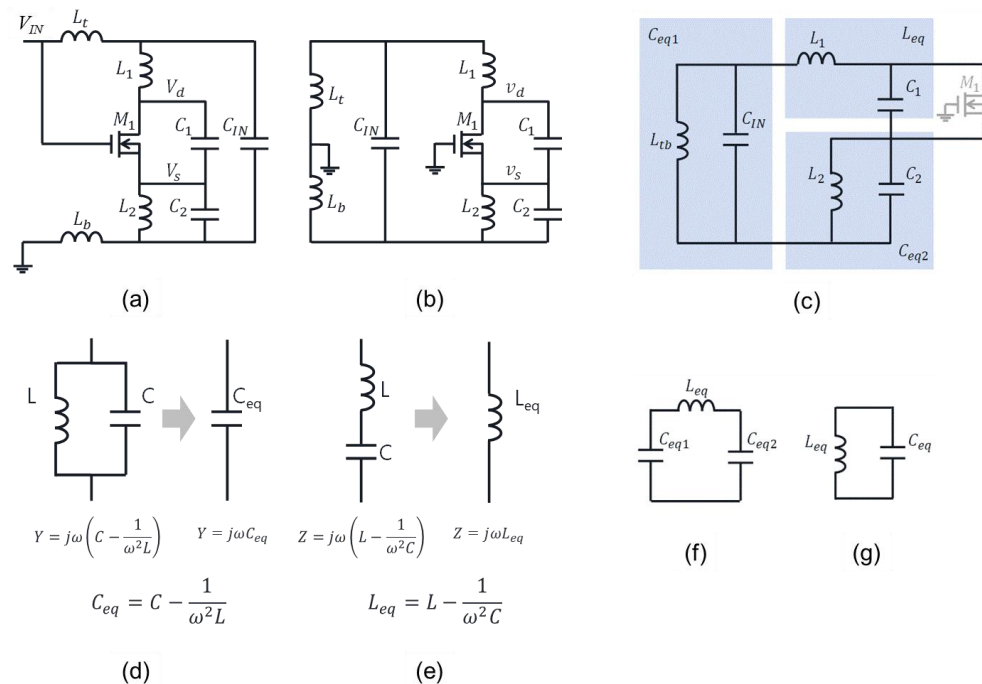 V_IN
L_t
L_1
V_d
M_1
C_1
C_IN
V_s
L_2
C_2
L_b
(a)
L_t
C_IN
L_1
v_d
M_1
C_1
v_s
L_b
L_2
C_2
(b)
C_eq1
L_1
L_eq
M_1
C_1
C_IN
L_tb
L_2
C_2
C_eq2
(c)
L
C
C_eq
Y = jω(C − 1/ω²L)
Y = jωC_eq
C_eq = C − 1/ω²L
(d)
L
C
L_eq
Z = jω(L − 1/ω²C)
Z = jωL_eq
L_eq = L − 1/ω²C
(e)
L_eq
C_eq1
C_eq2
(f)
L_eq
C_eq
(g)